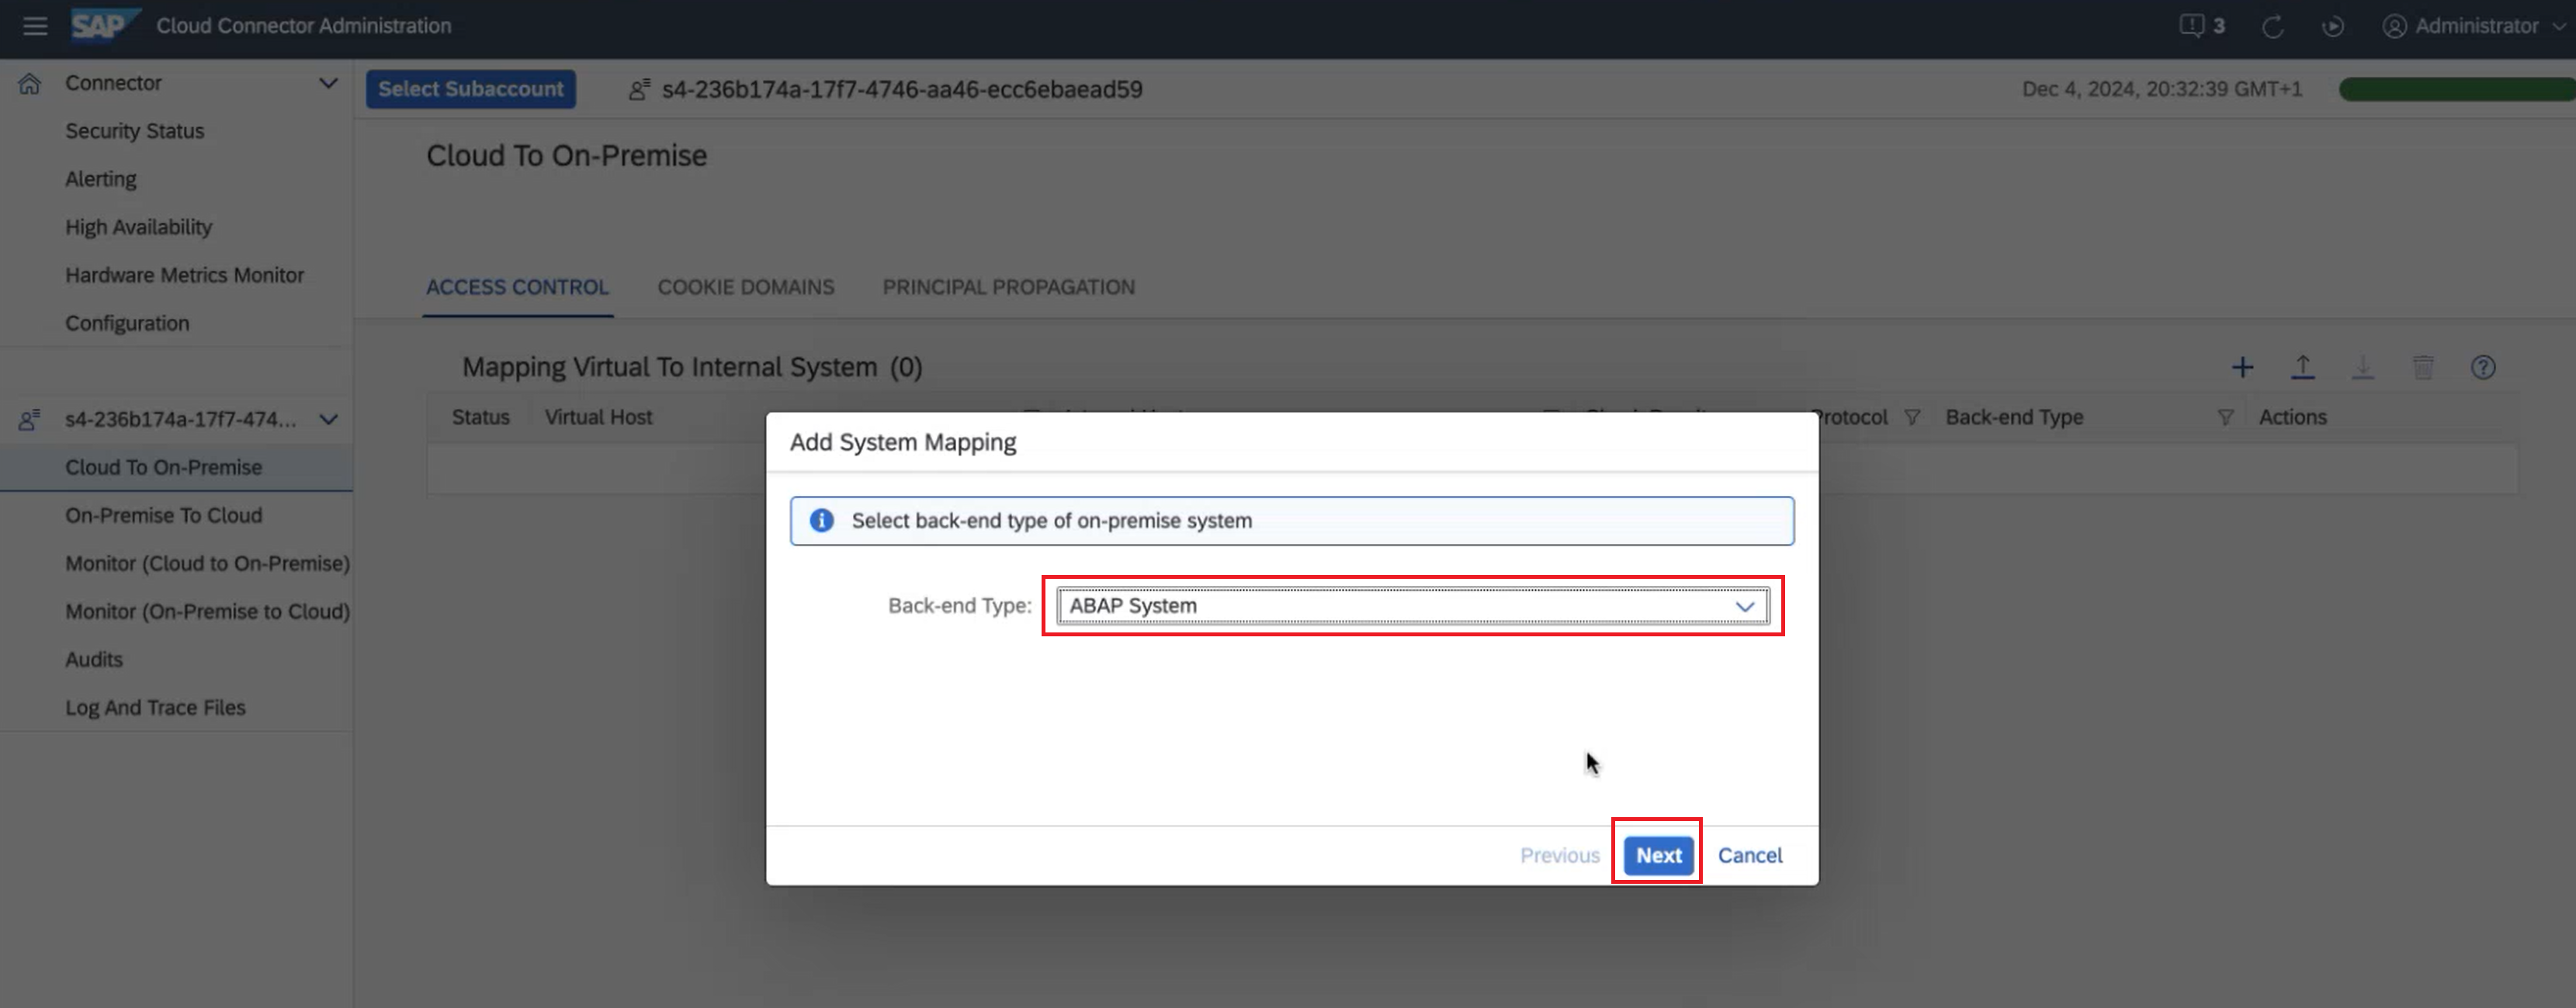 SAP Cloud Connector Administration
3
Administrator
Connector
Security Status
Alerting
High Availability
Hardware Metrics Monitor
Configuration
s4-236b174a-17f7-474...
Cloud To On-Premise
On-Premise To Cloud
Monitor (Cloud to On-Premise)
Monitor (On-Premise to Cloud)
Audits
Log And Trace Files
Select Subaccount
s4-236b174a-17f7-4746-aa46-ecc6ebaead59
Dec 4, 2024, 20:32:39 GMT+1
Cloud To On-Premise
ACCESS CONTROL
COOKIE DOMAINS
PRINCIPAL PROPAGATION
Mapping Virtual To Internal System (0)
Status
Virtual Host
Protocol
Back-end Type
Actions
Add System Mapping
Select back-end type of on-premise system
Back-end Type: ABAP System
Previous
Next
Cancel